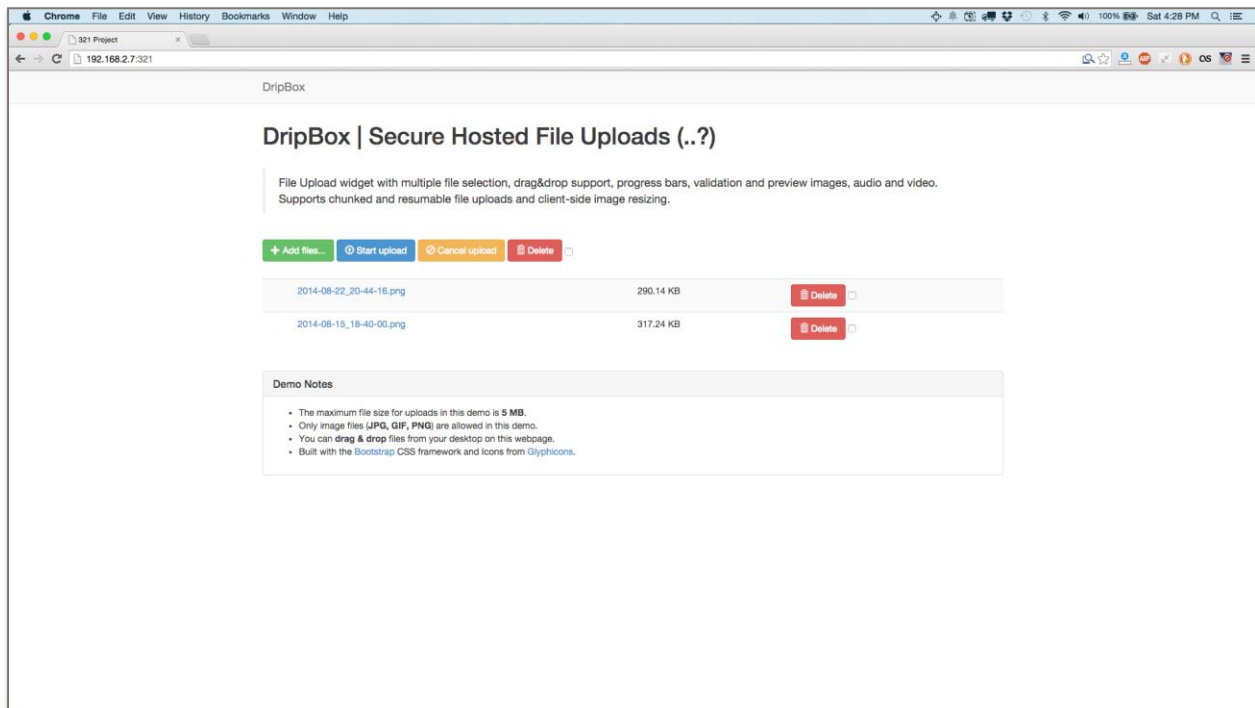 Chrome File Edit View History Bookmarks Window Help 100% Sat 4:28 PM
321 Project
192.168.2.7:321
DripBox
DripBox | Secure Hosted File Uploads (..?)
File Upload widget with multiple file selection, drag&drop support, progress bars, validation and preview images, audio and video.
Supports chunked and resumable file uploads and client-side image resizing.
Add files... Start upload Cancel upload Delete
2014-08-22_20-44-16.png 290.14 KB Delete
2014-08-15_18-40-00.png 317.24 KB Delete
Demo Notes
• The maximum file size for uploads in this demo is 5 MB.
• Only image files (JPG, GIF, PNG) are allowed in this demo.
• You can drag & drop files from your desktop on this webpage.
• Built with the Bootstrap CSS framework and Icons from Glyphicons.